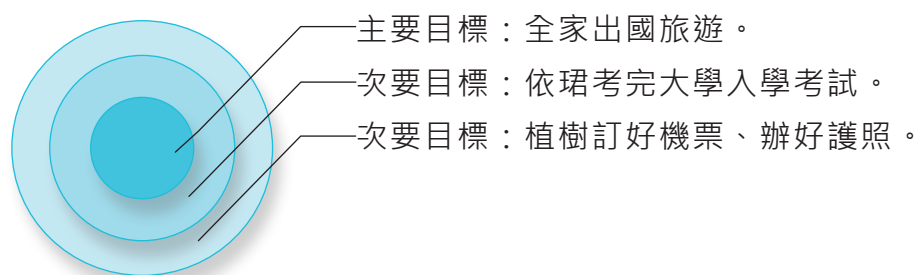 主要目標：全家出國旅遊。
次要目標：依珺考完大學入學考試。
次要目標：植樹訂好機票、辦好護照。